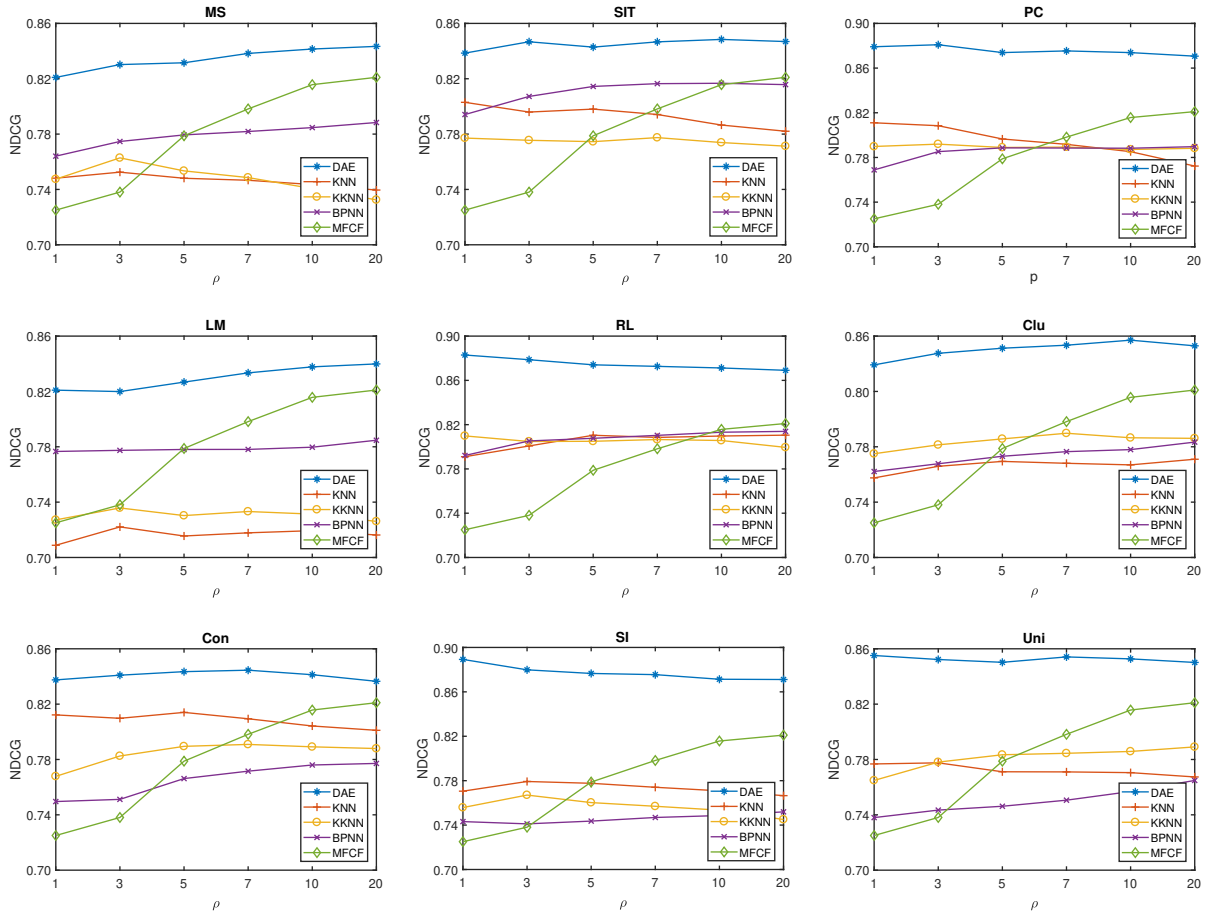 MS
0.86
0.82
0.78
0.74
0.70
NDCG
1 3 5 7 10 20
ρ
DAE
KNN
KKNN
BPNN
MFCF
SIT
0.86
0.82
0.78
0.74
0.70
NDCG
1 3 5 7 10 20
ρ
DAE
KNN
KKNN
BPNN
MFCF
PC
0.90
0.86
0.82
0.78
0.74
0.70
NDCG
1 3 5 7 10 20
p
DAE
KNN
KKNN
BPNN
MFCF
LM
0.86
0.82
0.78
0.74
0.70
NDCG
1 3 5 7 10 20
ρ
DAE
KNN
KKNN
BPNN
MFCF
RL
0.90
0.86
0.82
0.78
0.74
0.70
NDCG
1 3 5 7 10 20
ρ
DAE
KNN
KKNN
BPNN
MFCF
Clu
0.86
0.80
0.78
0.74
0.70
NDCG
1 3 5 7 10 20
ρ
DAE
KNN
KKNN
BPNN
MFCF
Con
0.86
0.82
0.78
0.74
0.70
NDCG
1 3 5 7 10 20
ρ
DAE
KNN
KKNN
BPNN
MFCF
SI
0.90
0.86
0.82
0.78
0.74
0.70
NDCG
1 3 5 7 10 20
ρ
DAE
KNN
KKNN
BPNN
MFCF
Uni
0.86
0.82
0.78
0.74
0.70
NDCG
1 3 5 7 10 20
ρ
DAE
KNN
KKNN
BPNN
MFCF